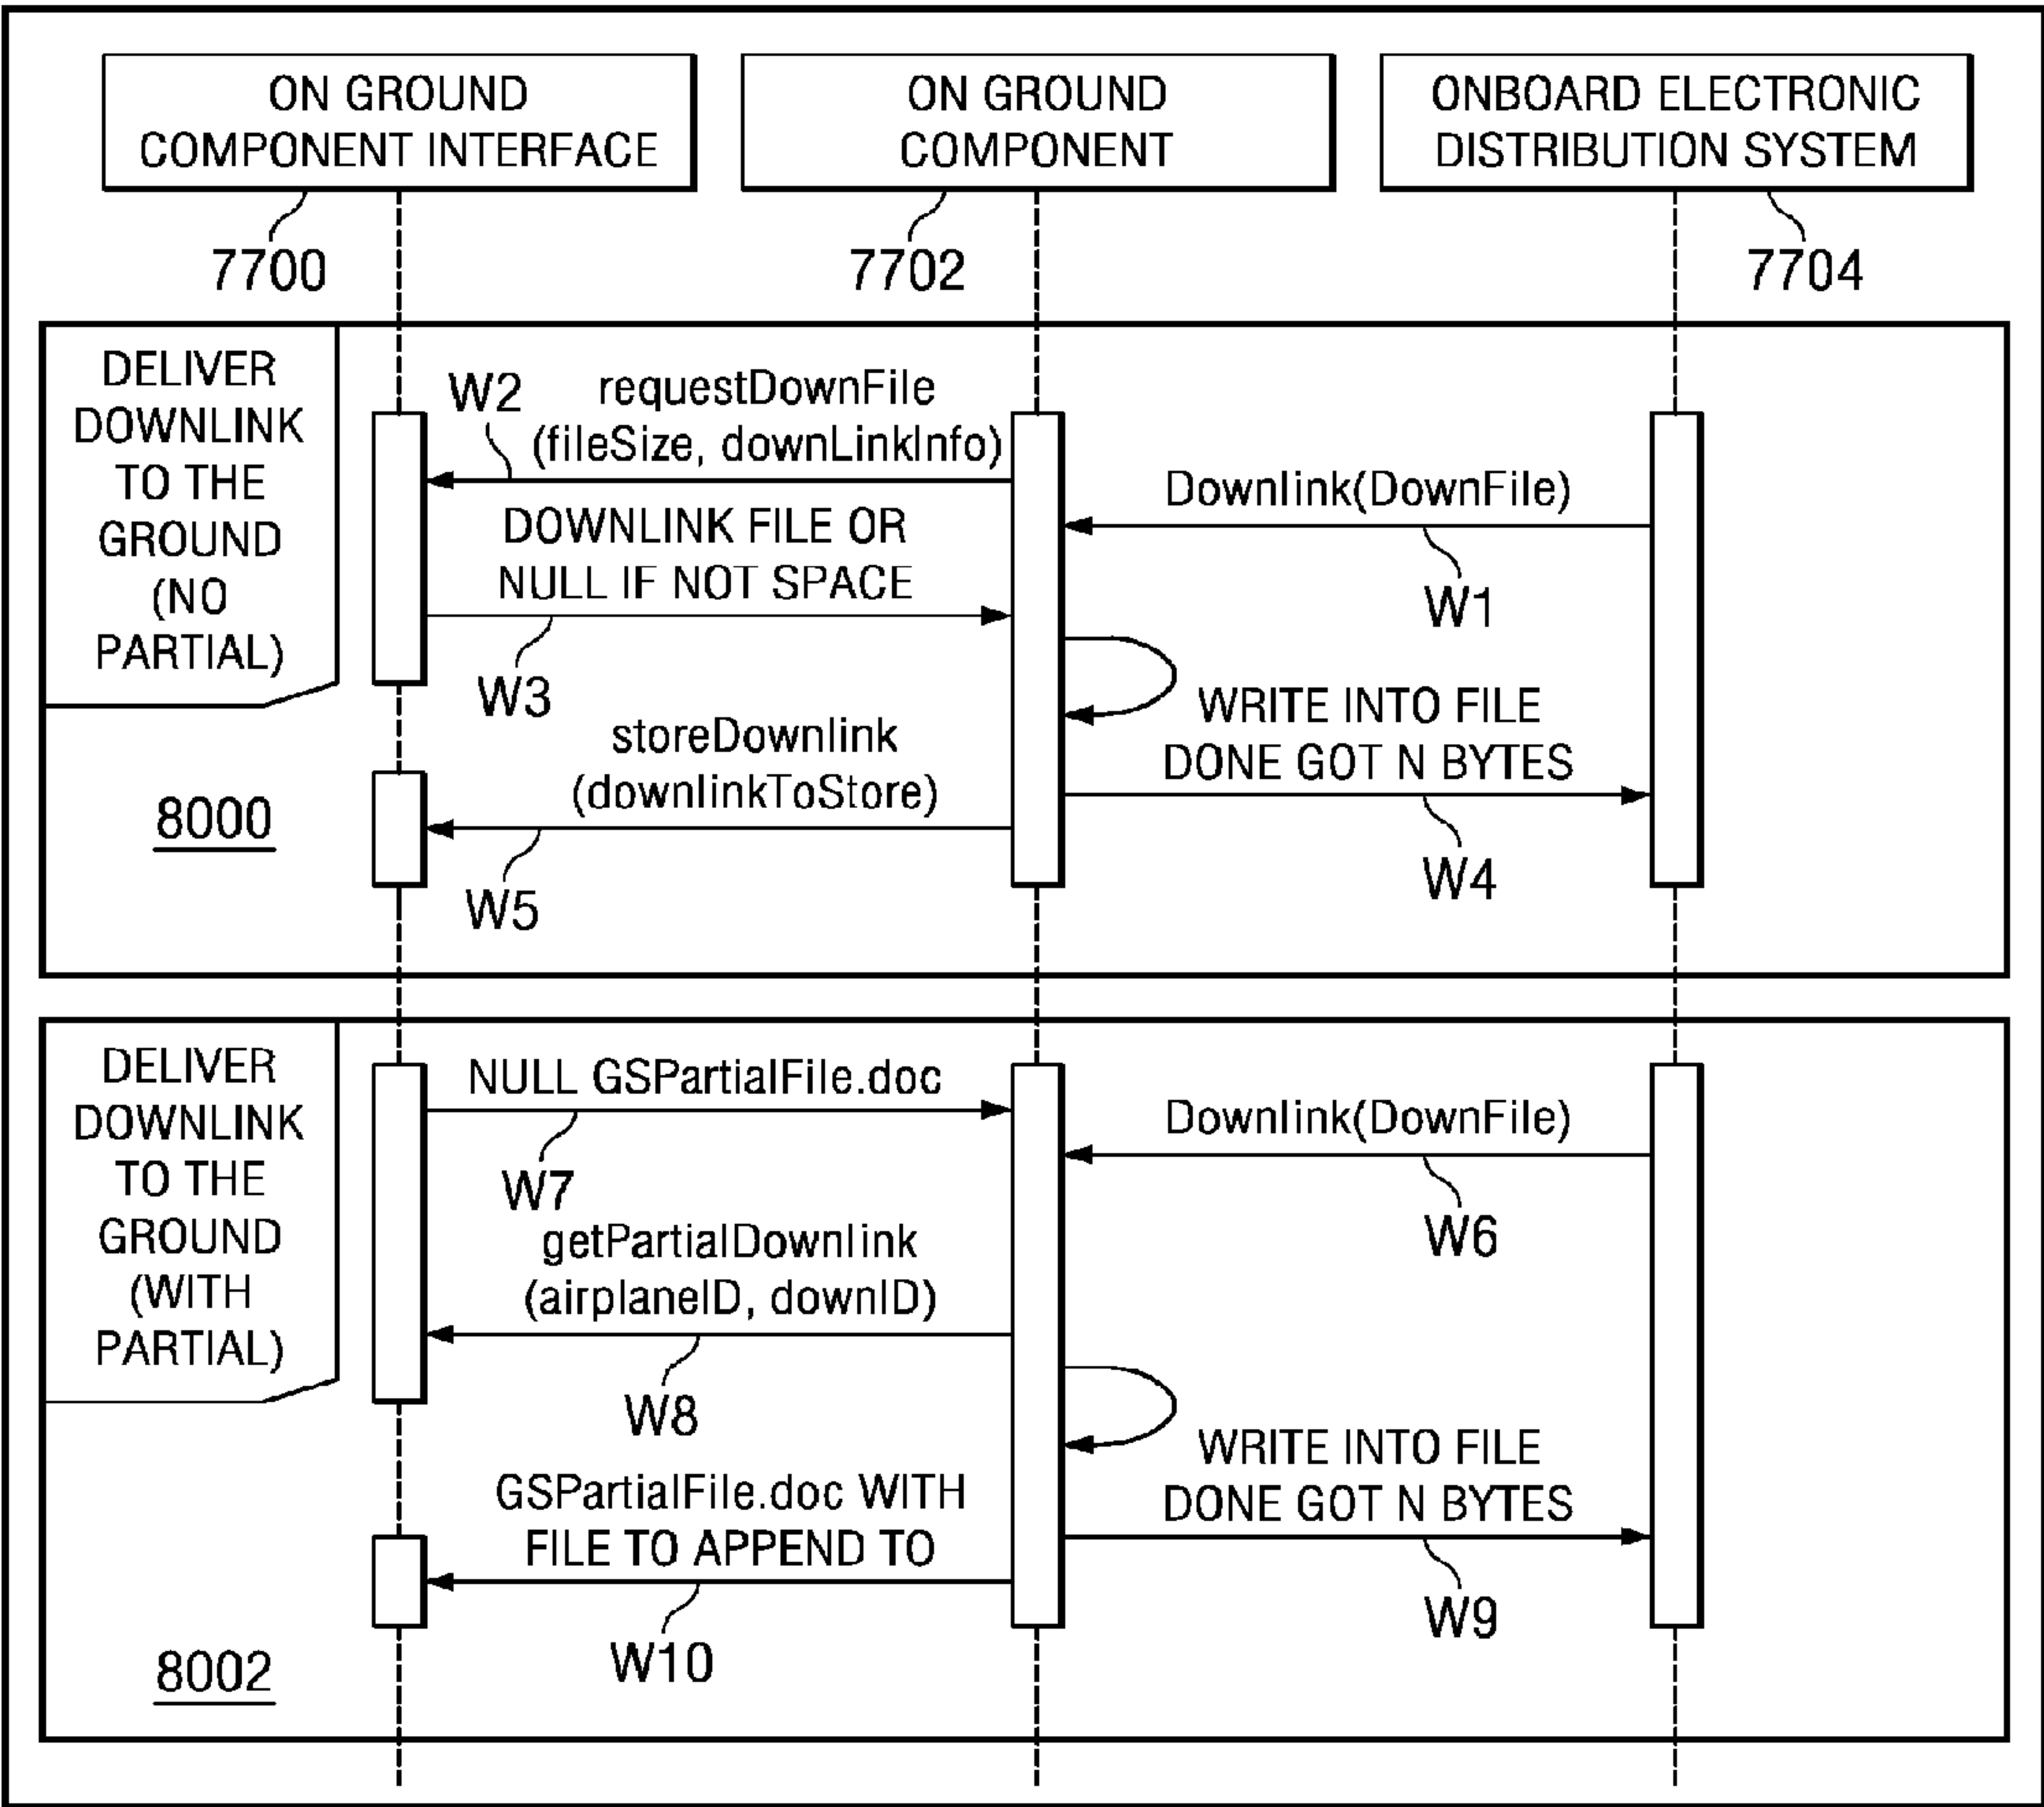 ON GROUND
COMPONENT INTERFACE
ON GROUND
COMPONENT
ONBOARD ELECTRONIC
DISTRIBUTION SYSTEM
7700
7702
7704
DELIVER
DOWNLINK
TO THE
GROUND
(NO
PARTIAL)
W2
requestDownFile
(fileSize, downLinkInfo)
Downlink(DownFile)
W1
DOWNLINK FILE OR
NULL IF NOT SPACE
W3
WRITE INTO FILE
DONE GOT N BYTES
W4
storeDownlink
(downlinkToStore)
W5
8000
DELIVER
DOWNLINK
TO THE
GROUND
(WITH
PARTIAL)
NULL GSPartialFile.doc
W7
Downlink(DownFile)
W6
getPartialDownlink
(airplaneID, downID)
W8
WRITE INTO FILE
DONE GOT N BYTES
W9
GSPartialFile.doc WITH
FILE TO APPEND TO
W10
8002